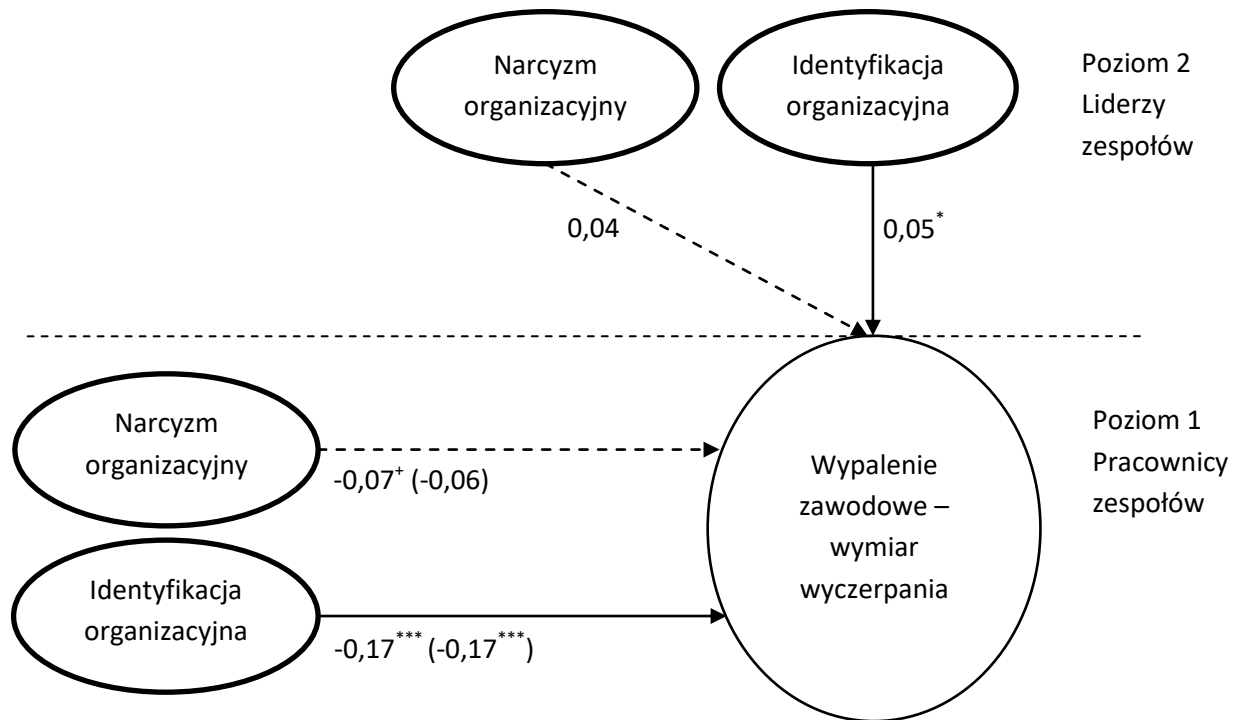 Narcyzm
organizacyjny
Identyfikacja
organizacyjna
Poziom 2
Liderzy
zespołów
0,04
0,05*
Narcyzm
organizacyjny
-0,07+ (-0,06)
Identyfikacja
organizacyjna
-0,17*** (-0,17***)
Wypalenie
zawodowe –
wymiar
wyczerpania
Poziom 1
Pracownicy
zespołów